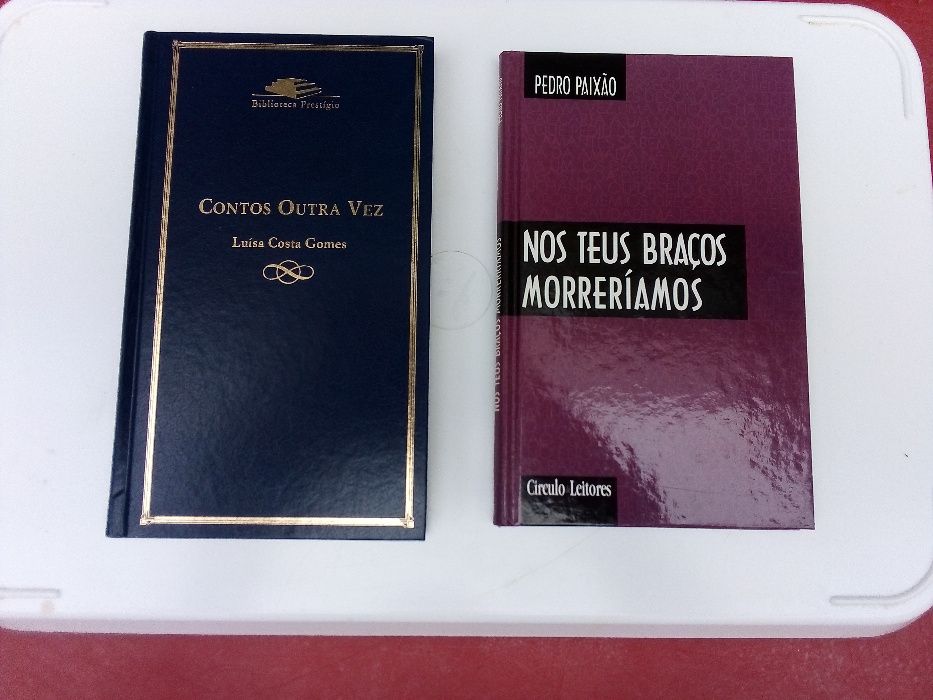 Biblioteca Prestígio
CONTOS OUTRA VEZ
Luísa Costa Gomes
PEDRO PAIXÃO
NOS TEUS BRAÇOS
MORRERÍAMOS
Círculo Leitores
NOS TEUS BRAÇOS MORRERÍAMOS